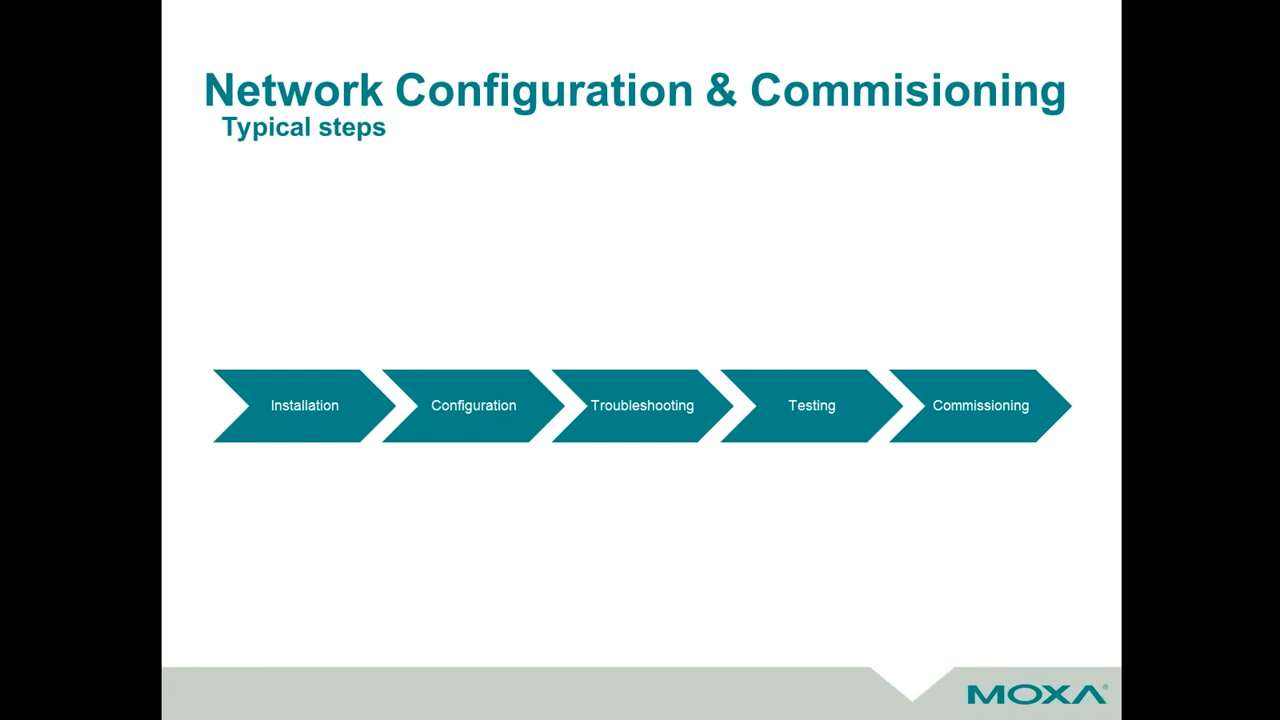 Network Configuration & Commisioning
Typical steps
Installation
Configuration
Troubleshooting
Testing
Commissioning
MOXA®